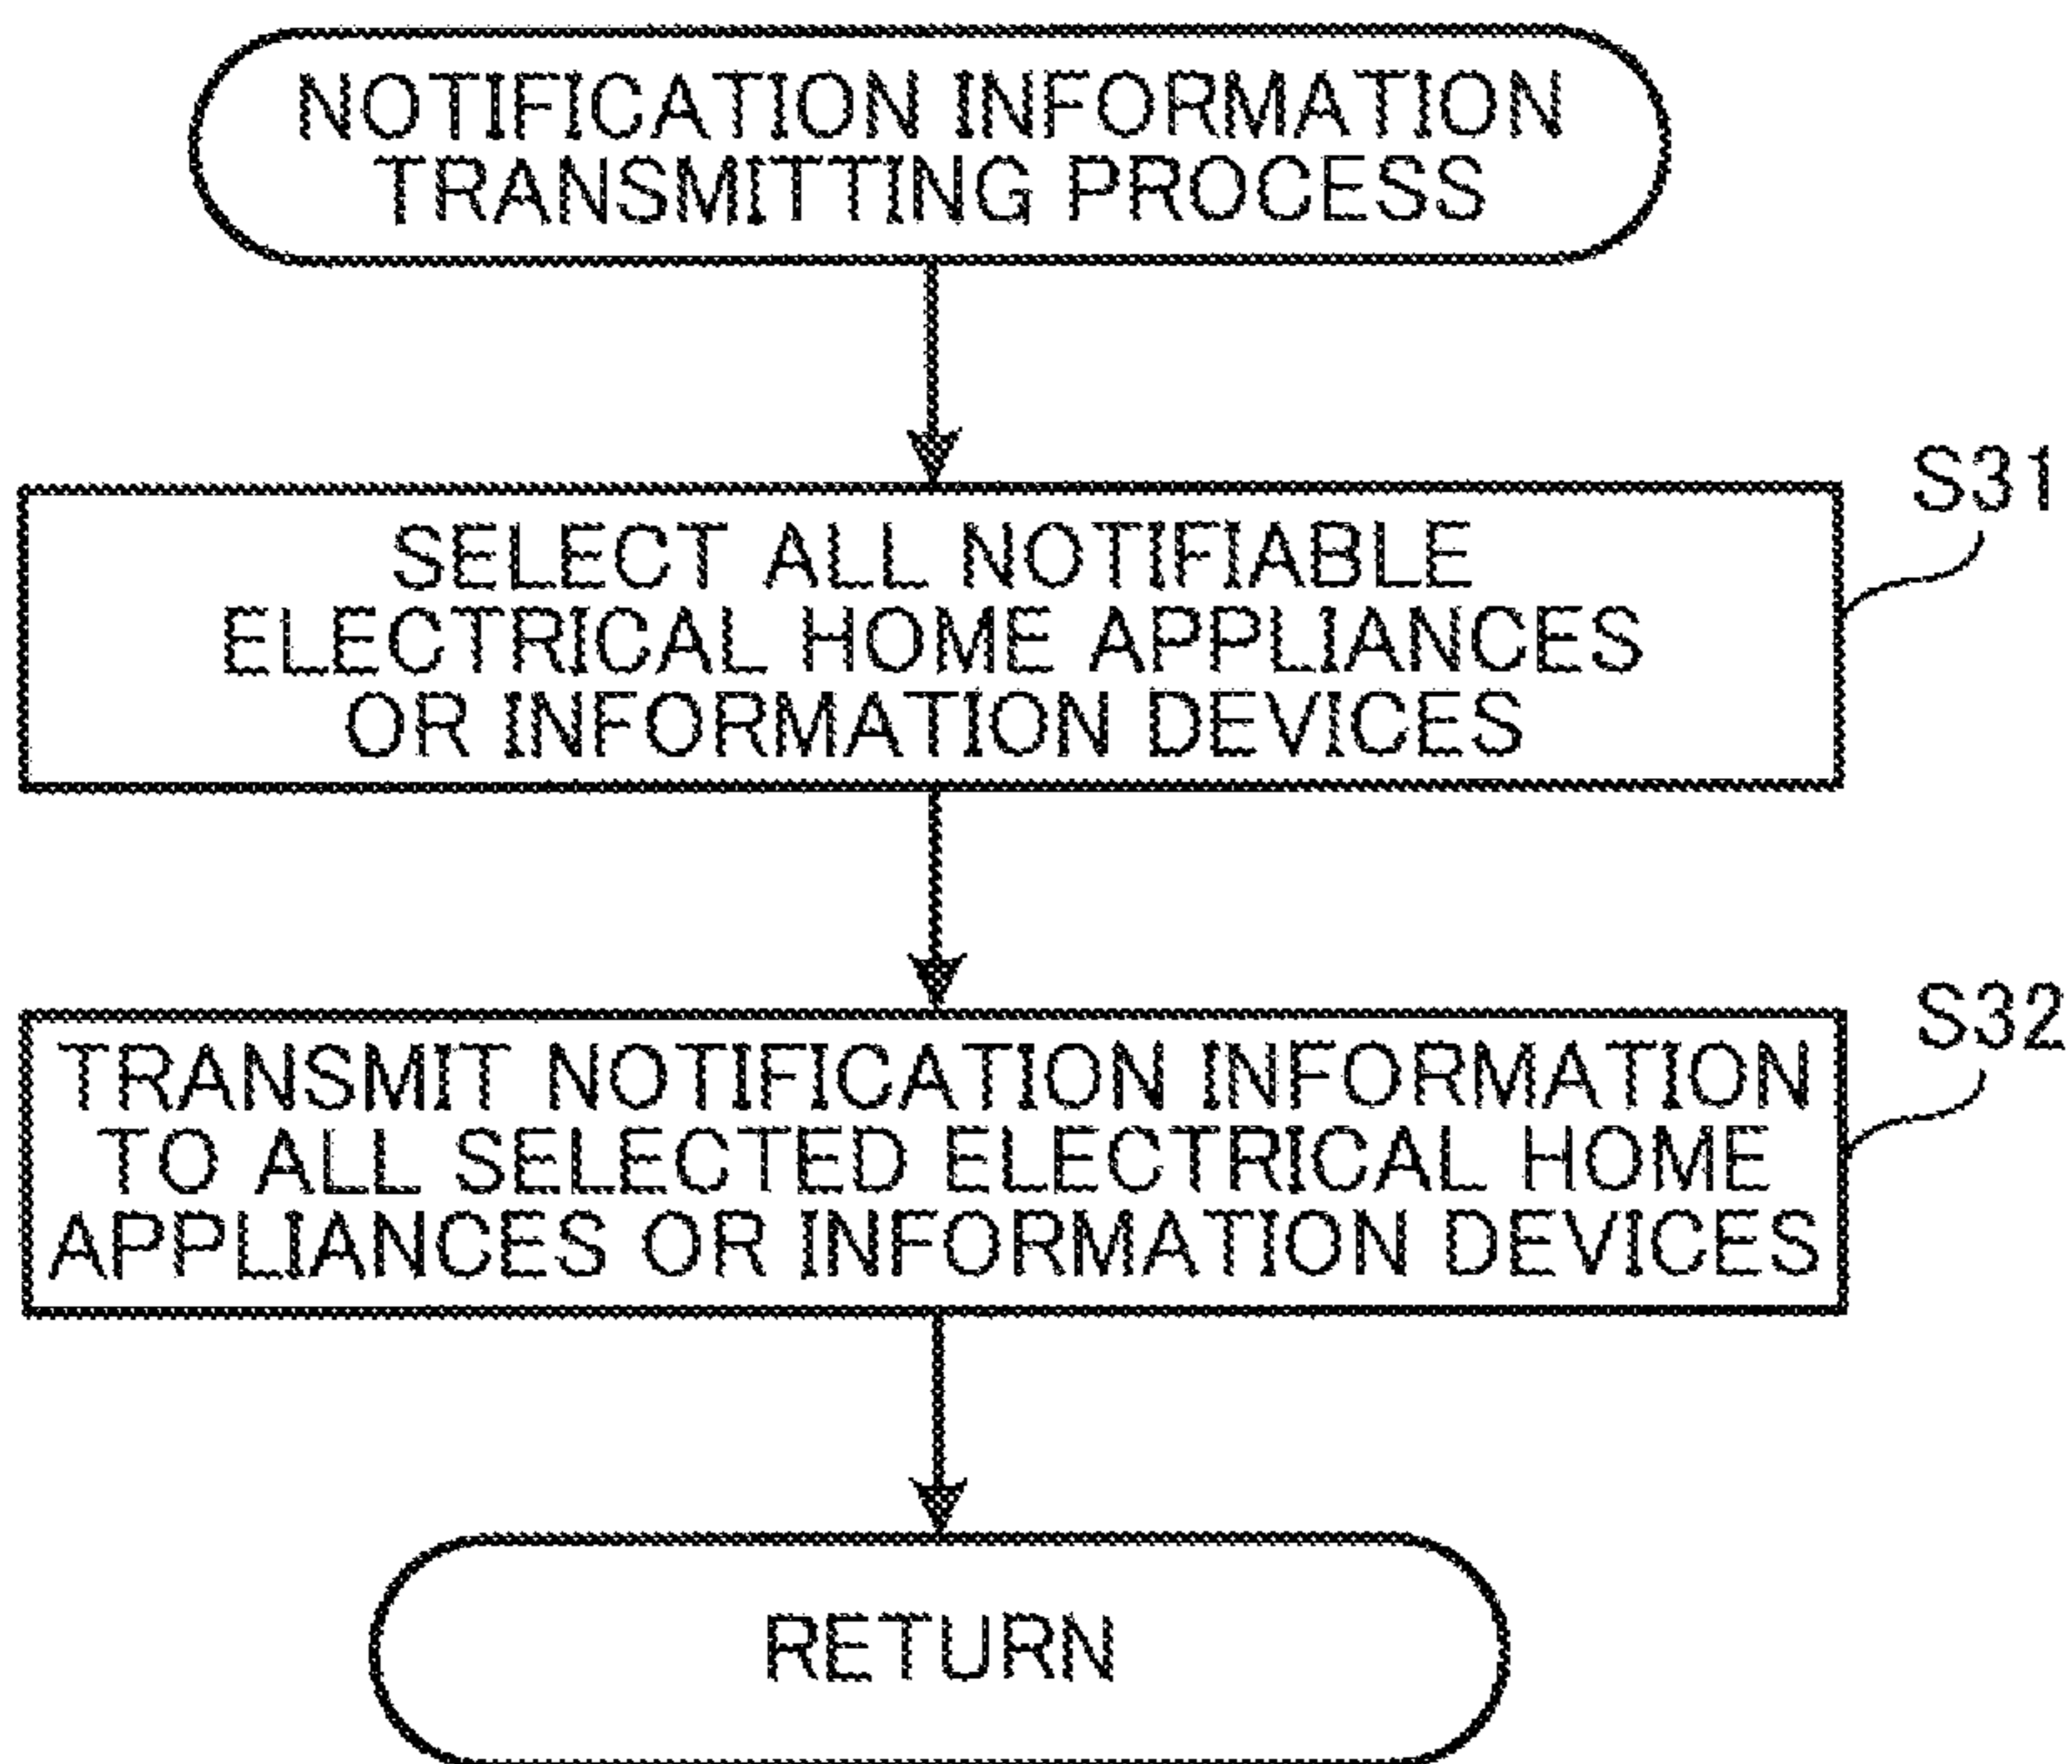 NOTIFICATION INFORMATION
TRANSMITTING PROCESS
S31
SELECT ALL NOTIFIABLE
ELECTRICAL HOME APPLIANCES
OR INFORMATION DEVICES
S32
TRANSMIT NOTIFICATION INFORMATION
TO ALL SELECTED ELECTRICAL HOME
APPLIANCES OR INFORMATION DEVICES
RETURN